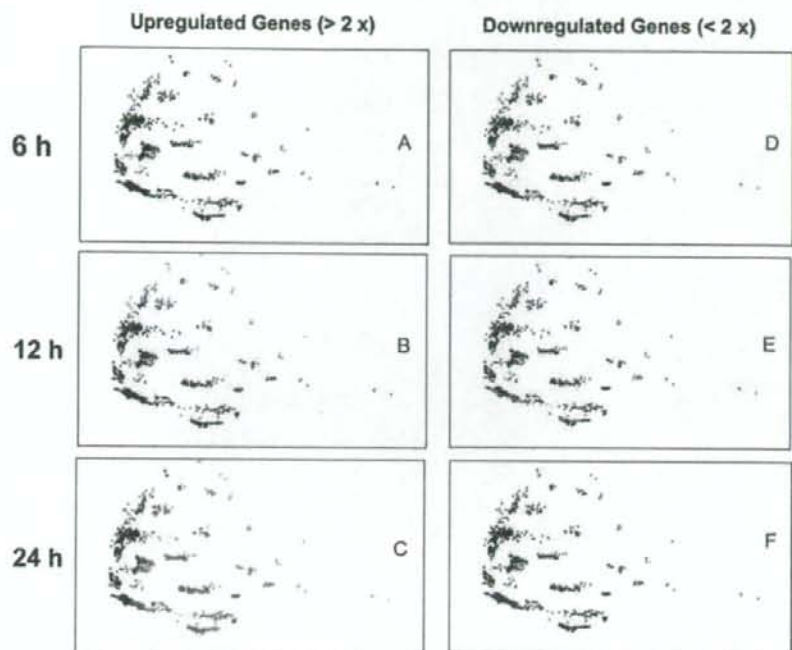 Upregulated Genes (> 2 x) Downregulated Genes (< 2 x)
6 h A D
12 h B E
24 h C F